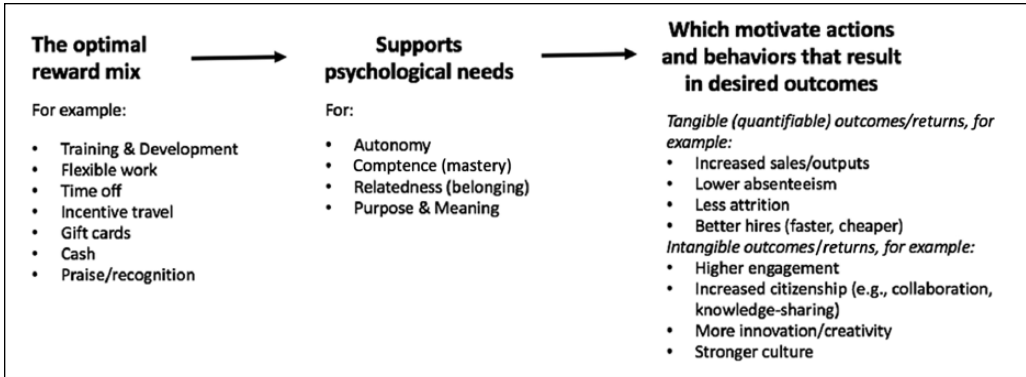 The optimal
reward mix
For example:
• Training & Development
• Flexible work
• Time off
• Incentive travel
• Gift cards
• Cash
• Praise/recognition
Supports
psychological needs
For:
• Autonomy
• Comptence (mastery)
• Relatedness (belonging)
• Purpose & Meaning
Which motivate actions
and behaviors that result
in desired outcomes
Tangible (quantifiable) outcomes/returns, for
example:
• Increased sales/outputs
• Lower absenteeism
• Less attrition
• Better hires (faster, cheaper)
Intangible outcomes/returns, for example:
• Higher engagement
• Increased citizenship (e.g., collaboration,
knowledge-sharing)
• More innovation/creativity
• Stronger culture